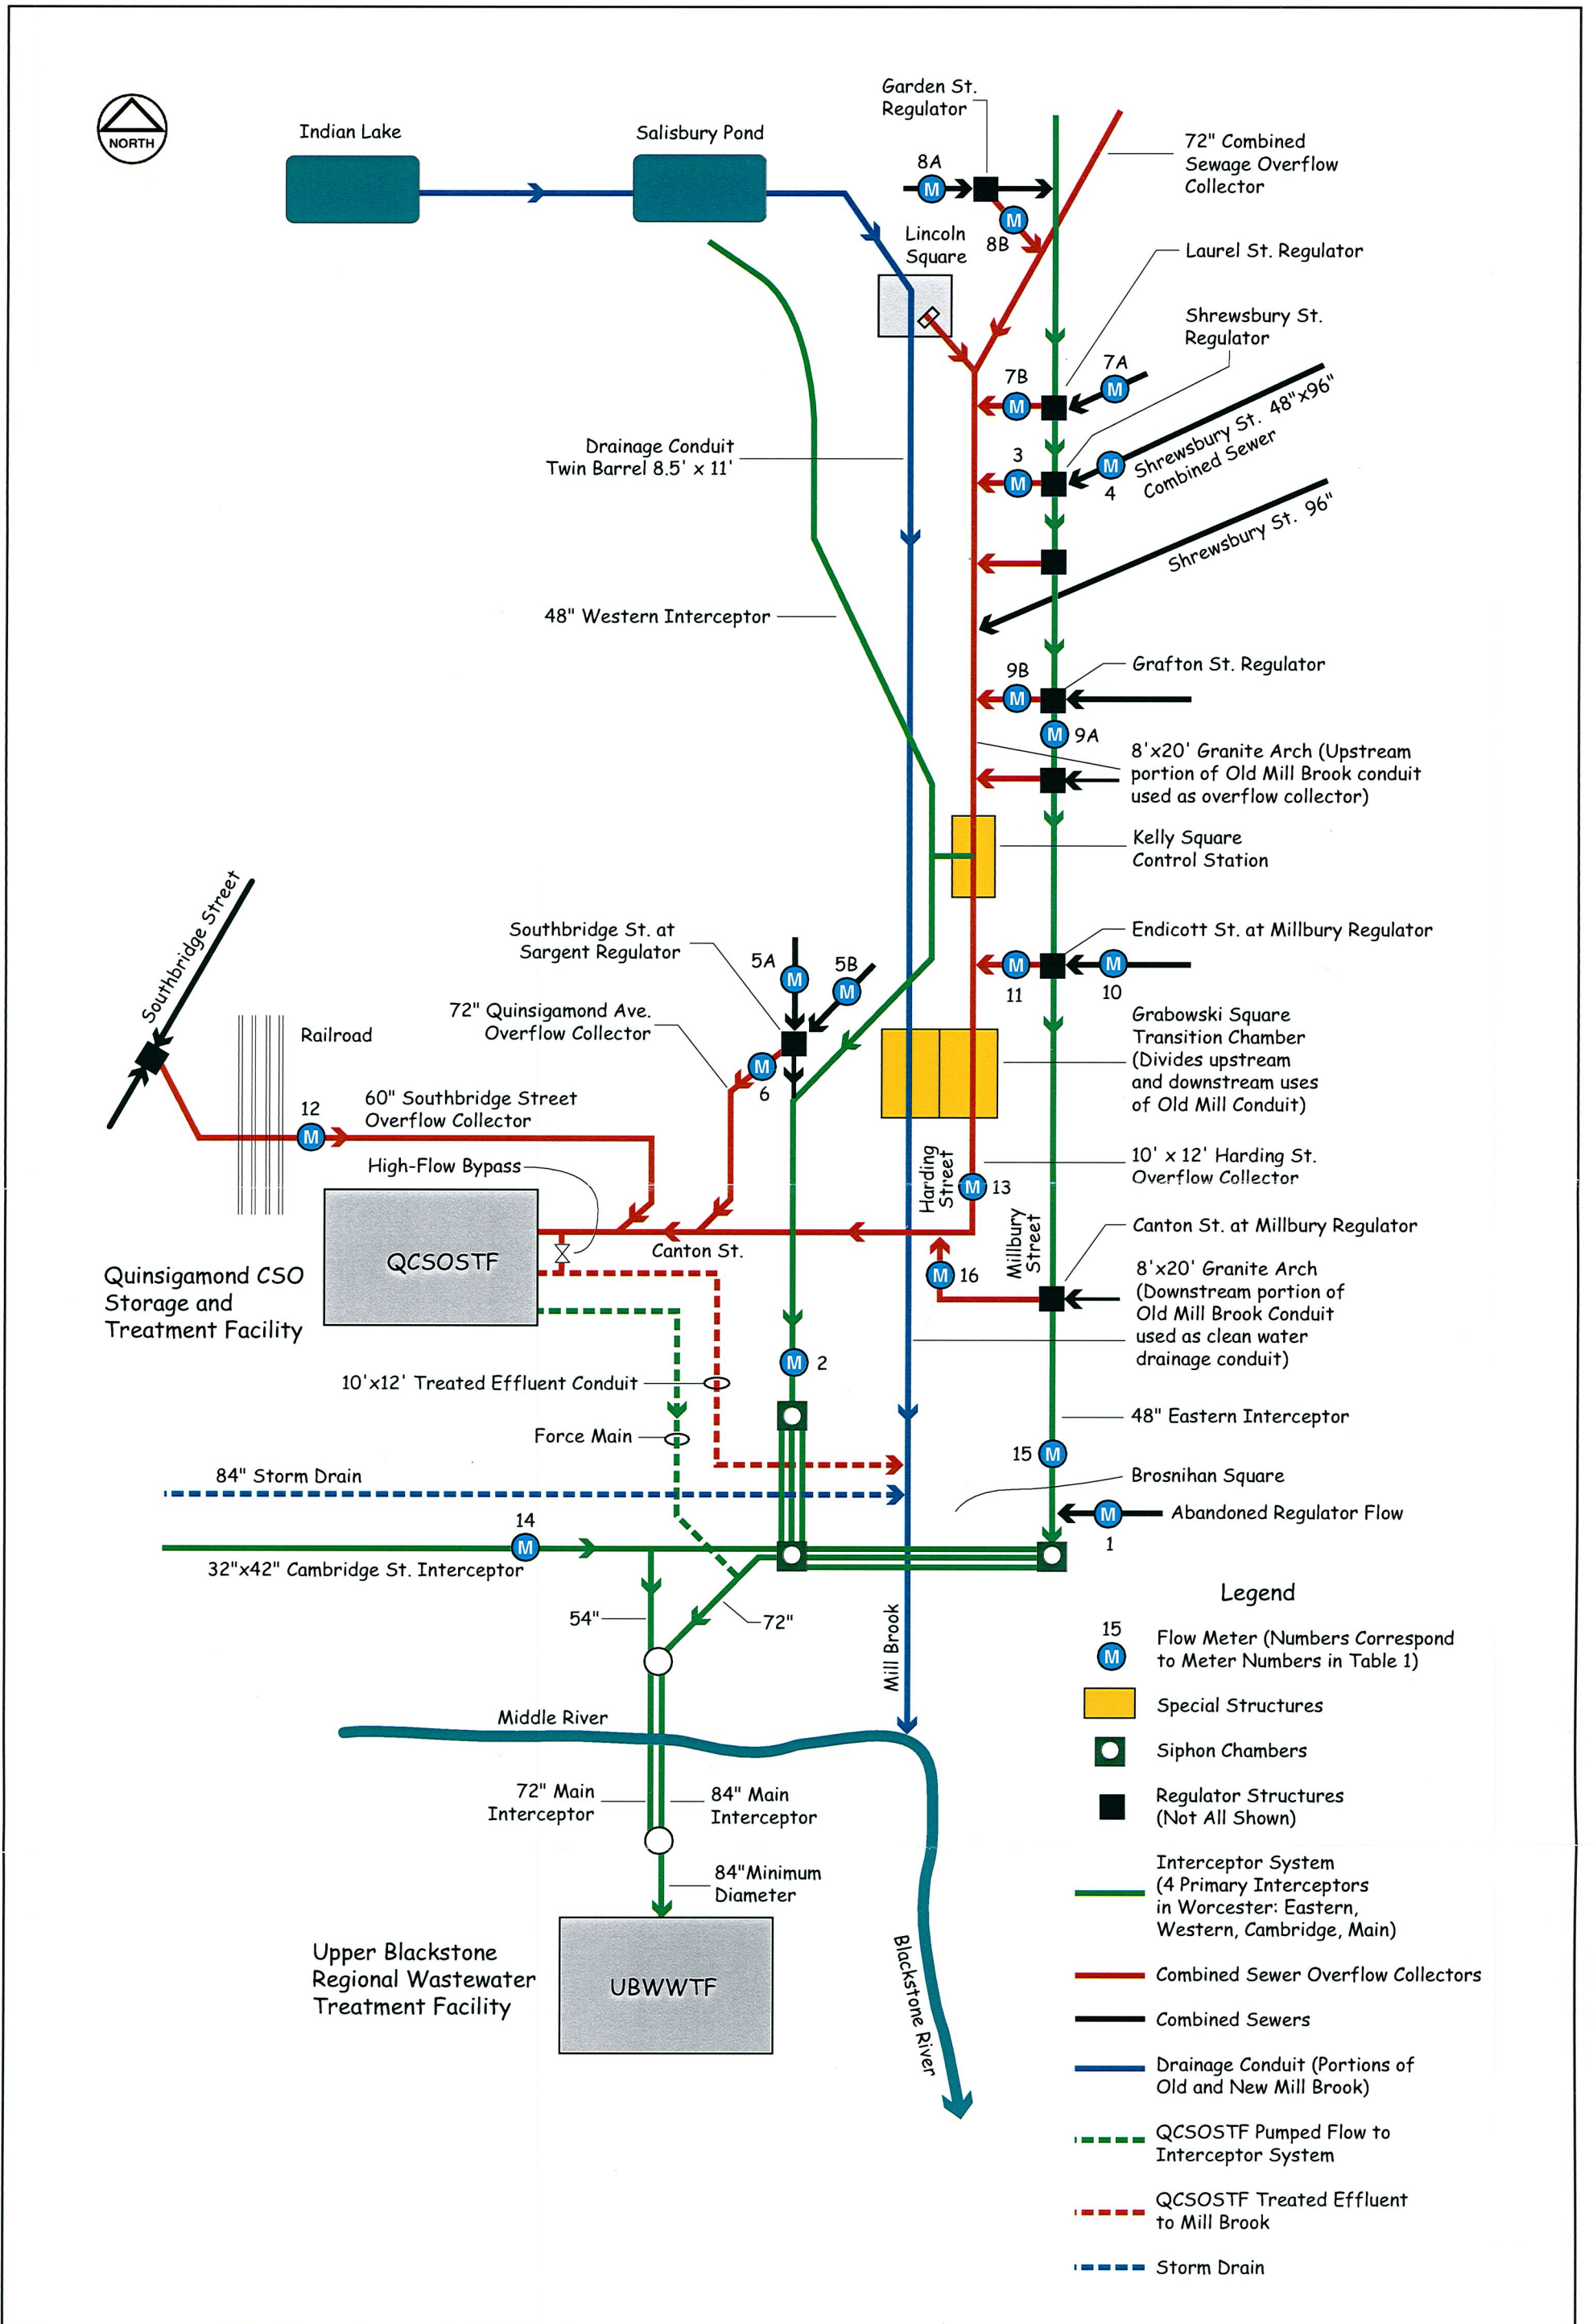 NORTH
Indian Lake
Salisbury Pond
Garden St.
Regulator
8A
M
M
8B
72" Combined
Sewage Overflow
Collector
Lincoln
Square
Laurel St. Regulator
Shrewsbury St.
Regulator
7B
M
7A
M
Drainage Conduit
Twin Barrel 8.5' x 11'
3
M
M
4
Shrewsbury St. 48"x96"
Combined Sewer
Shrewsbury St. 96"
48" Western Interceptor
9B
M
Grafton St. Regulator
M
9A
8'x20' Granite Arch (Upstream
portion of Old Mill Brook conduit
used as overflow collector)
Kelly Square
Control Station
Southbridge Street
Southbridge St. at
Sargent Regulator
5A
M
5B
M
Endicott St. at Millbury Regulator
M
11
M
10
72" Quinsigamond Ave.
Overflow Collector
M
6
Grabowski Square
Transition Chamber
(Divides upstream
and downstream uses
of Old Mill Conduit)
Railroad
12
M
60" Southbridge Street
Overflow Collector
High-Flow Bypass
Harding
Street
10' x 12' Harding St.
Overflow Collector
M
13
Millbury
Street
Canton St. at Millbury Regulator
Canton St.
QCSOSTF
Quinsigamond CSO
Storage and
Treatment Facility
M
16
8'x20' Granite Arch
(Downstream portion of
Old Mill Brook Conduit
used as clean water
drainage conduit)
M
2
10'x12' Treated Effluent Conduit
Force Main
48" Eastern Interceptor
15
M
84" Storm Drain
Brosnihan Square
M
1
Abandoned Regulator Flow
14
M
32"x42" Cambridge St. Interceptor
54"
72"
Mill Brook
Middle River
72" Main
Interceptor
84" Main
Interceptor
84"Minimum
Diameter
Upper Blackstone
Regional Wastewater
Treatment Facility
UBWWTF
Blackstone River
Legend
15
M
Flow Meter (Numbers Correspond
to Meter Numbers in Table 1)
Special Structures
Siphon Chambers
Regulator Structures
(Not All Shown)
Interceptor System
(4 Primary Interceptors
in Worcester: Eastern,
Western, Cambridge, Main)
Combined Sewer Overflow Collectors
Combined Sewers
Drainage Conduit (Portions of
Old and New Mill Brook)
QCSOSTF Pumped Flow to
Interceptor System
QCSOSTF Treated Effluent
to Mill Brook
Storm Drain